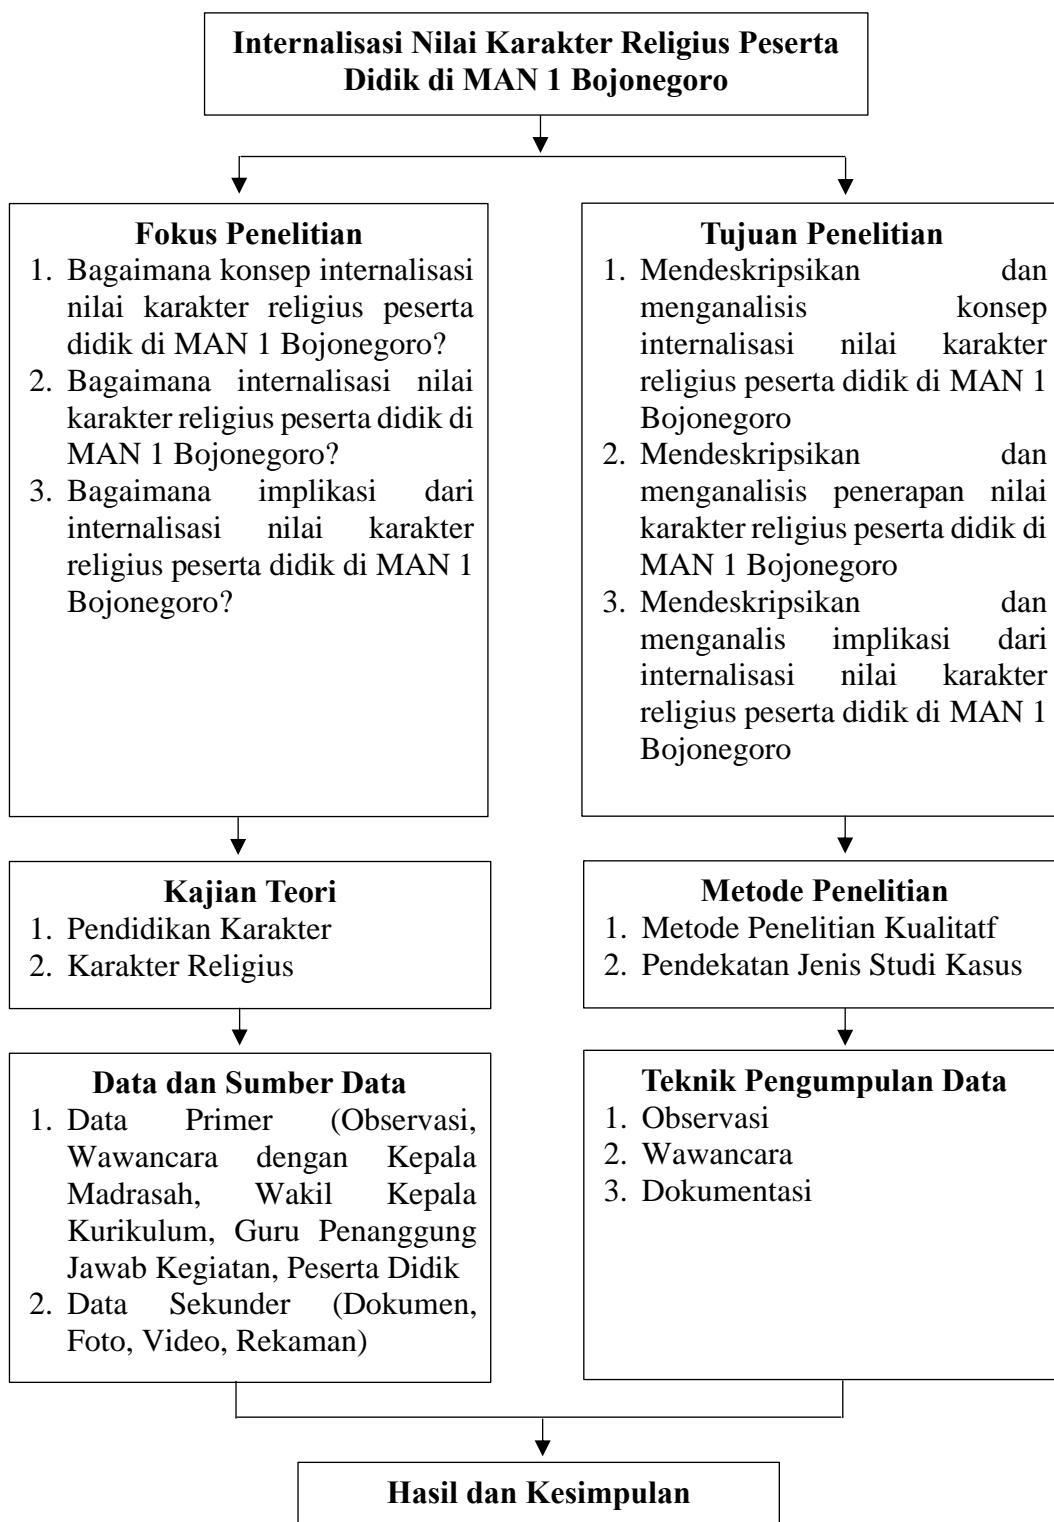 Internalisasi Nilai Karakter Religius Peserta
Didik di MAN 1 Bojonegoro
Fokus Penelitian
1. Bagaimana konsep internalisasi
nilai karakter religius peserta
didik di MAN 1 Bojonegoro?
2. Bagaimana internalisasi nilai
karakter religius peserta didik di
MAN 1 Bojonegoro?
3. Bagaimana implikasi dari
internalisasi nilai karakter
religius peserta didik di MAN 1
Bojonegoro?
Tujuan Penelitian
1. Mendeskripsikan dan
menganalisis konsep
internalisasi nilai karakter
religius peserta didik di MAN 1
Bojonegoro
2. Mendeskripsikan dan
menganalisis penerapan nilai
karakter religius peserta didik di
MAN 1 Bojonegoro
3. Mendeskripsikan dan
menganalis implikasi dari
internalisasi nilai karakter
religius peserta didik di MAN 1
Bojonegoro
Kajian Teori
1. Pendidikan Karakter
2. Karakter Religius
Metode Penelitian
1. Metode Penelitian Kualitatf
2. Pendekatan Jenis Studi Kasus
Data dan Sumber Data
1. Data Primer (Observasi,
Wawancara dengan Kepala
Madrasah, Wakil Kepala
Kurikulum, Guru Penanggung
Jawab Kegiatan, Peserta Didik
2. Data Sekunder (Dokumen,
Foto, Video, Rekaman)
Teknik Pengumpulan Data
1. Observasi
2. Wawancara
3. Dokumentasi
Hasil dan Kesimpulan